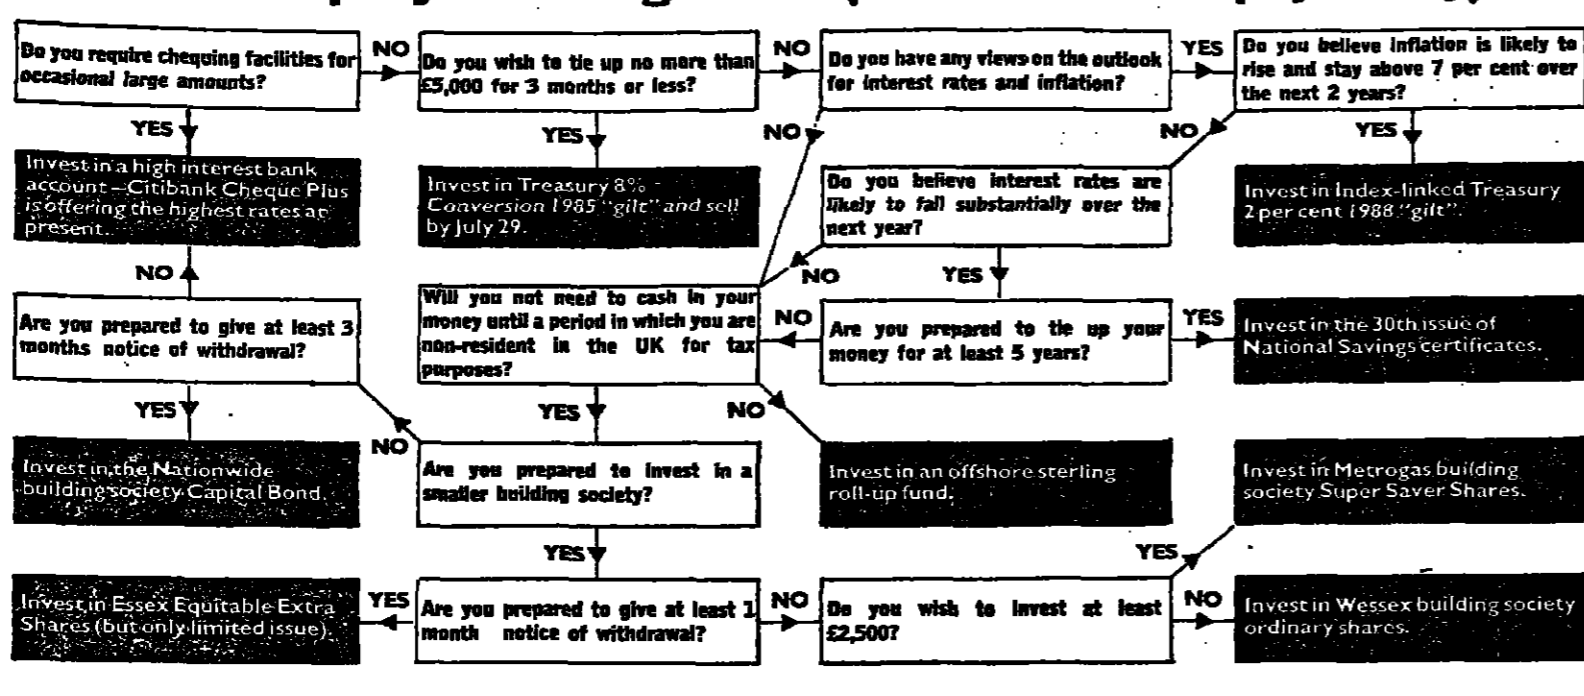 Do you require chequing facilities for
occasional large amounts?
NO
Do you wish to tie up no more than
£5,000 for 3 months or less?
NO
Do you have any views on the outlook
for interest rates and inflation?
YES
Do you believe inflation is likely to
rise and stay above 7 per cent over
the next 2 years?
YES
YES
NO
NO
YES
Invest in a high interest bank
account – Citibank Cheque Plus
is offering the highest rates at
present.
Invest in Treasury 8%
Conversion 1985 "gilt" and sell
by July 29.
Do you believe interest rates are
likely to fall substantially over the
next year?
Invest in Index-linked Treasury
2 per cent 1988 "gilt".
NO
NO
YES
Are you prepared to give at least 3
months notice of withdrawal?
Will you not need to cash in your
money until a period in which you are
non-resident in the UK for tax
purposes?
NO
Are you prepared to tie up your
money for at least 5 years?
YES
Invest in the 30th issue of
National Savings certificates.
YES
NO
YES
NO
Invest in the Nationwide
building society Capital Bond.
Are you prepared to invest in a
smaller building society?
Invest in an offshore sterling
roll-up fund.
Invest in Metrogas building
society Super Saver Shares.
YES
YES
Invest in Essex Equitable Extra
Shares (but only limited issue).
YES
Are you prepared to give at least 1
month notice of withdrawal?
NO
Do you wish to invest at least
£2,500?
NO
Invest in Wessex building society
ordinary shares.